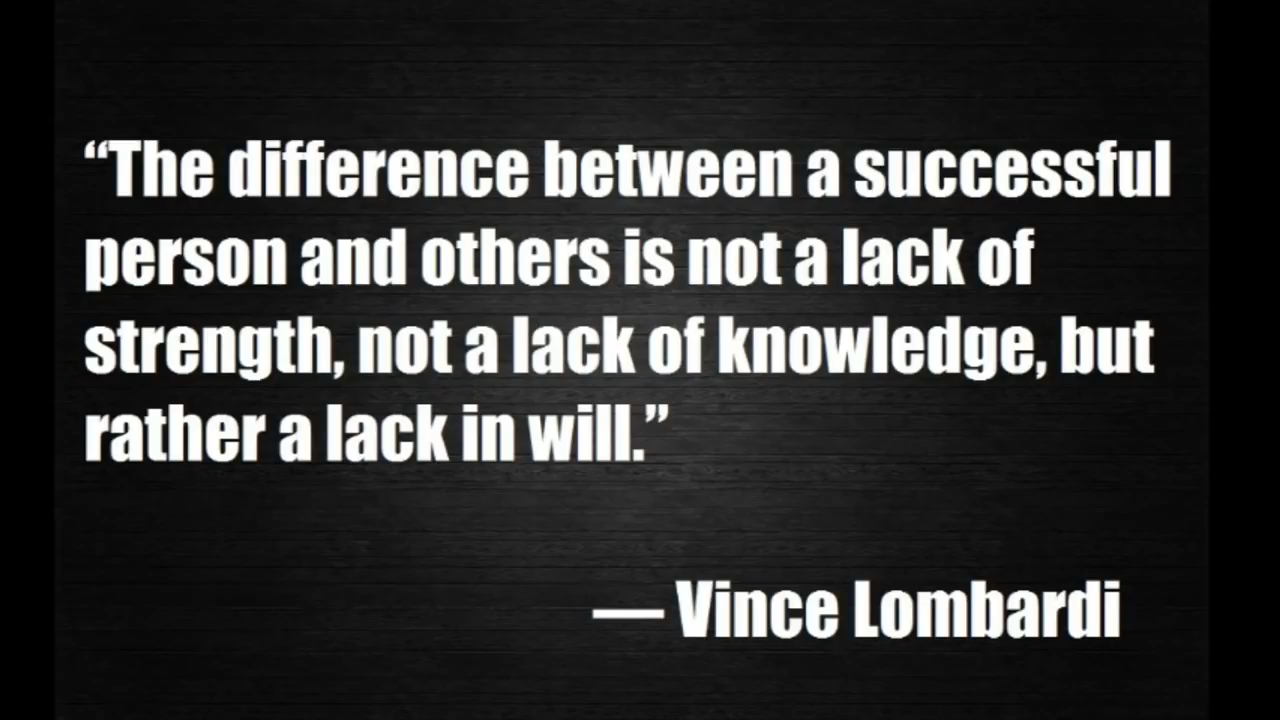 “The difference between a successful
person and others is not a lack of
strength, not a lack of knowledge, but
rather a lack in will.”
— Vince Lombardi